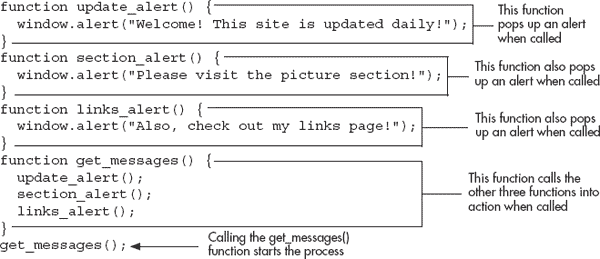 function update_alert() {
window.alert("Welcome! This site is updated daily!");
}
This function
pops up an alert
when called
function section_alert() {
window.alert("Please visit the picture section!");
}
This function also pops
up an alert when called
function links_alert() {
window.alert("Also, check out my links page!");
}
This function also pops
up an alert when called
function get_messages() {
update_alert();
section_alert();
links_alert();
}
This function calls the
other three functions into
action when called
get_messages();
Calling the get_messages()
function starts the process